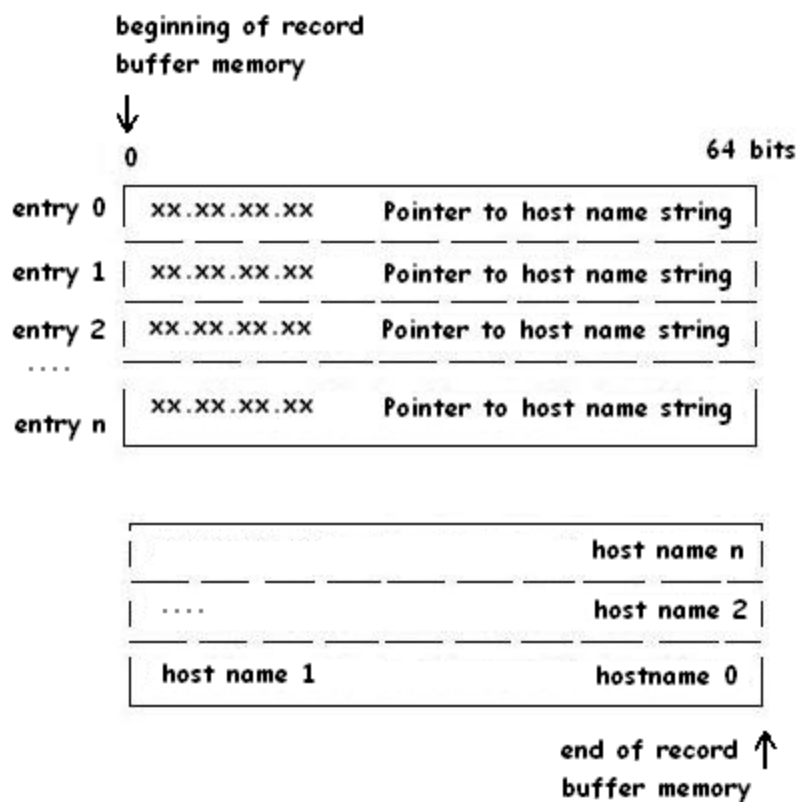 beginning of record
buffer memory
0 64 bits
entry 0 xx.xx.xx.xx Pointer to host name string
entry 1 xx.xx.xx.xx Pointer to host name string
entry 2 xx.xx.xx.xx Pointer to host name string
....
entry n xx.xx.xx.xx Pointer to host name string
host name n
.... host name 2
host name 1 hostname 0
end of record
buffer memory